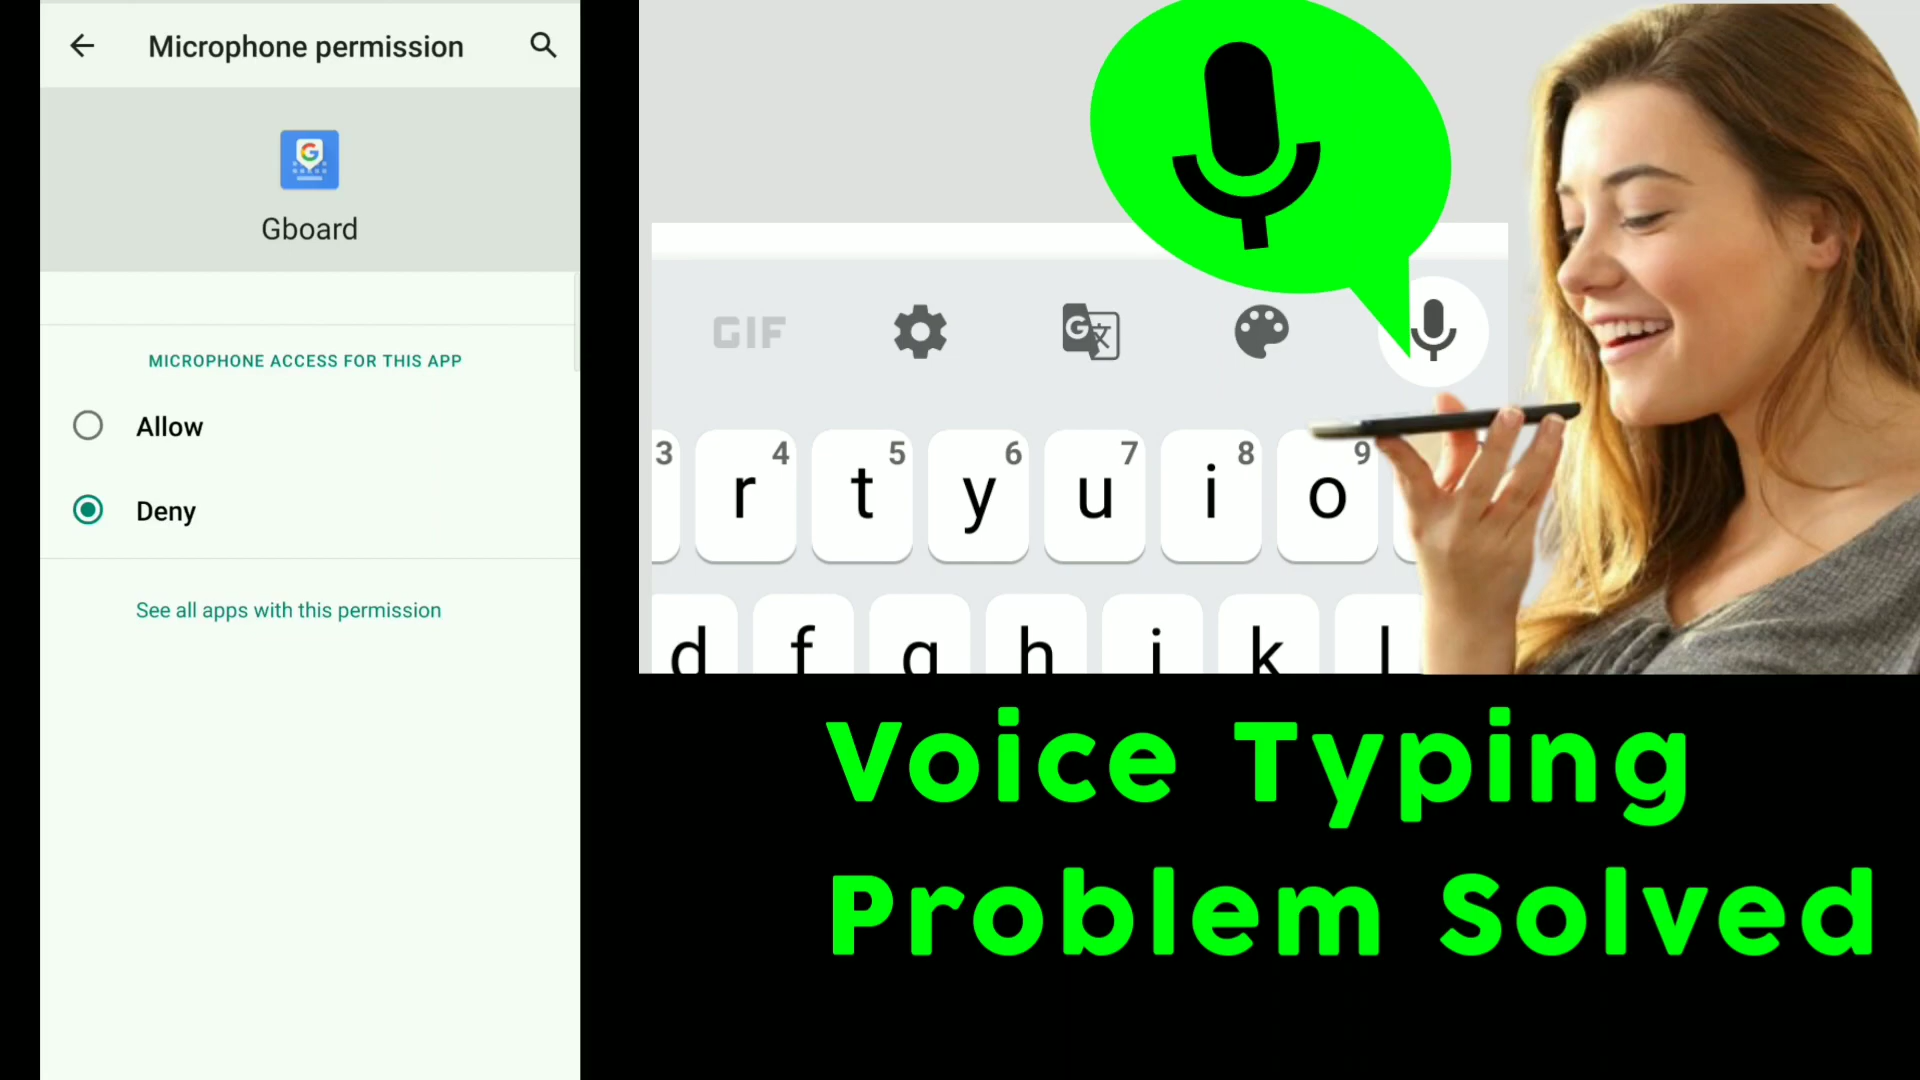 Microphone permission
Gboard
MICROPHONE ACCESS FOR THIS APP
Allow
Deny
See all apps with this permission
GIF
3 4 5 6 7 8 9
r t y u i o
d f g h j k l
Voice Typing
Problem Solved